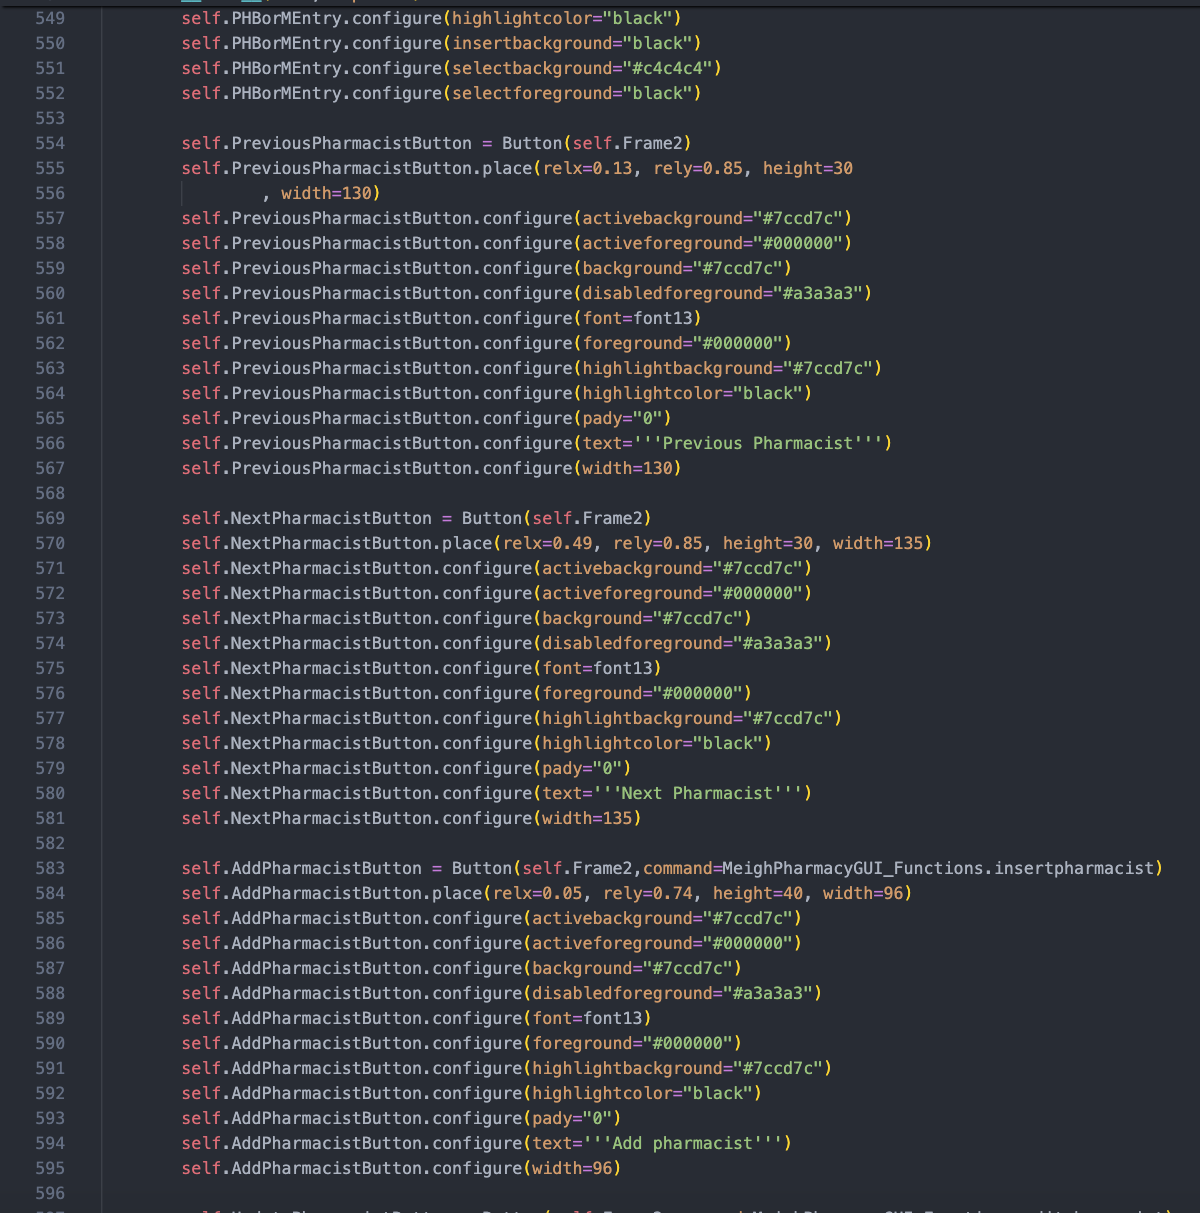 549 self.PHBorMEntry.configure(highlightcolor="black")
550 self.PHBorMEntry.configure(insertbackground="black")
551 self.PHBorMEntry.configure(selectbackground="#c4c4c4")
552 self.PHBorMEntry.configure(selectforeground="black")
553
554 self.PreviousPharmacistButton = Button(self.Frame2)
555 self.PreviousPharmacistButton.place(relx=0.13, rely=0.85, height=30
556 , width=130)
557 self.PreviousPharmacistButton.configure(activebackground="#7ccd7c")
558 self.PreviousPharmacistButton.configure(activeforeground="#000000")
559 self.PreviousPharmacistButton.configure(background="#7ccd7c")
560 self.PreviousPharmacistButton.configure(disabledforeground="#a3a3a3")
561 self.PreviousPharmacistButton.configure(font=font13)
562 self.PreviousPharmacistButton.configure(foreground="#000000")
563 self.PreviousPharmacistButton.configure(highlightbackground="#7ccd7c")
564 self.PreviousPharmacistButton.configure(highlightcolor="black")
565 self.PreviousPharmacistButton.configure(pady="0")
566 self.PreviousPharmacistButton.configure(text='''Previous Pharmacist''')
567 self.PreviousPharmacistButton.configure(width=130)
568
569 self.NextPharmacistButton = Button(self.Frame2)
570 self.NextPharmacistButton.place(relx=0.49, rely=0.85, height=30, width=135)
571 self.NextPharmacistButton.configure(activebackground="#7ccd7c")
572 self.NextPharmacistButton.configure(activeforeground="#000000")
573 self.NextPharmacistButton.configure(background="#7ccd7c")
574 self.NextPharmacistButton.configure(disabledforeground="#a3a3a3")
575 self.NextPharmacistButton.configure(font=font13)
576 self.NextPharmacistButton.configure(foreground="#000000")
577 self.NextPharmacistButton.configure(highlightbackground="#7ccd7c")
578 self.NextPharmacistButton.configure(highlightcolor="black")
579 self.NextPharmacistButton.configure(pady="0")
580 self.NextPharmacistButton.configure(text='''Next Pharmacist''')
581 self.NextPharmacistButton.configure(width=135)
582
583 self.AddPharmacistButton = Button(self.Frame2,command=MeighPharmacyGUI_Functions.insertpharmacist)
584 self.AddPharmacistButton.place(relx=0.05, rely=0.74, height=40, width=96)
585 self.AddPharmacistButton.configure(activebackground="#7ccd7c")
586 self.AddPharmacistButton.configure(activeforeground="#000000")
587 self.AddPharmacistButton.configure(background="#7ccd7c")
588 self.AddPharmacistButton.configure(disabledforeground="#a3a3a3")
589 self.AddPharmacistButton.configure(font=font13)
590 self.AddPharmacistButton.configure(foreground="#000000")
591 self.AddPharmacistButton.configure(highlightbackground="#7ccd7c")
592 self.AddPharmacistButton.configure(highlightcolor="black")
593 self.AddPharmacistButton.configure(pady="0")
594 self.AddPharmacistButton.configure(text='''Add pharmacist''')
595 self.AddPharmacistButton.configure(width=96)
596